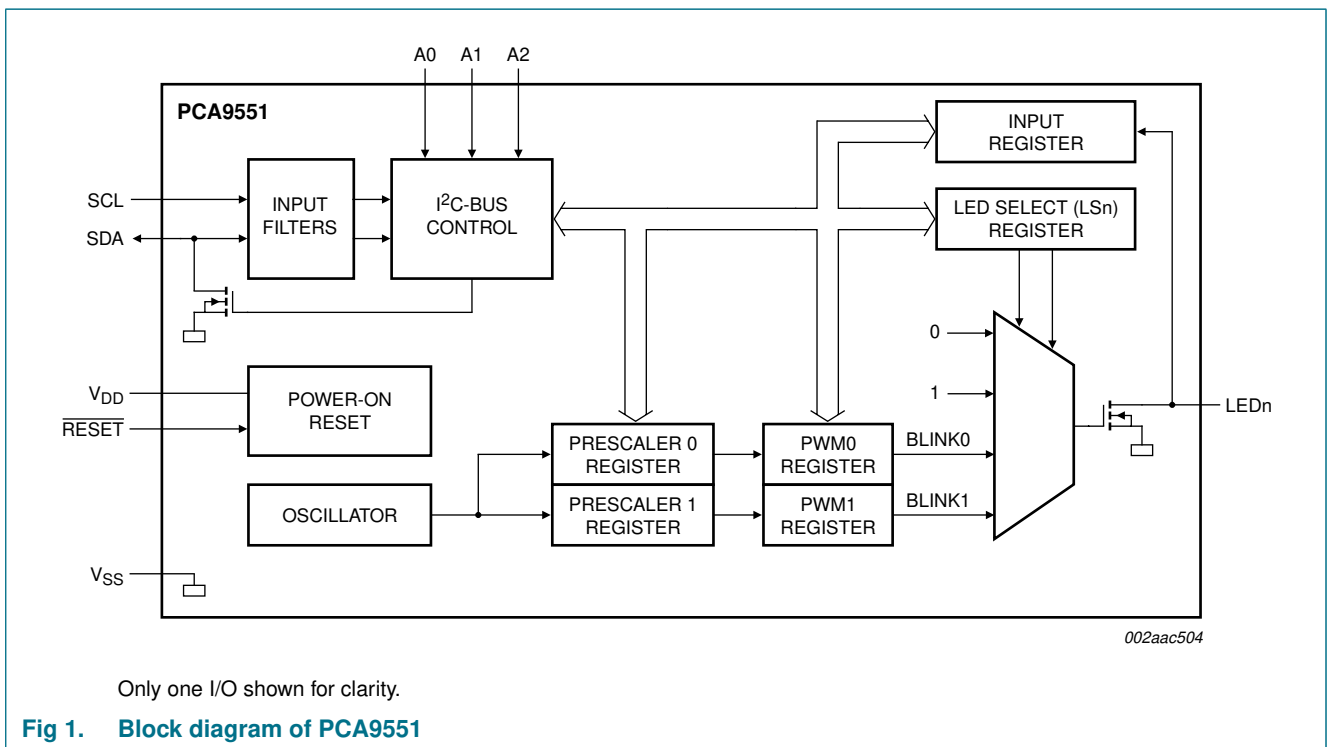 A0 A1 A2
PCA9551
INPUT
REGISTER
SCL
SDA
INPUT
FILTERS
I²C-BUS
CONTROL
LED SELECT (LSn)
REGISTER
0
1
VDD
RESET
POWER-ON
RESET
LEDn
PRESCALER 0
REGISTER
PWM0
REGISTER
BLINK0
OSCILLATOR
PRESCALER 1
REGISTER
PWM1
REGISTER
BLINK1
VSS
002aac504
Only one I/O shown for clarity.
Fig 1. Block diagram of PCA9551